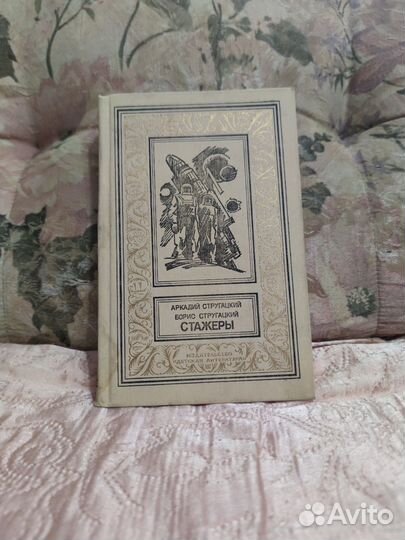 АРКАДИЙ СТРУГАЦКИЙ
БОРИС СТРУГАЦКИЙ
СТАЖЕРЫ
ИЗДАТЕЛЬСТВО
«ДЕТСКАЯ ЛИТЕРАТУРА»
Avito